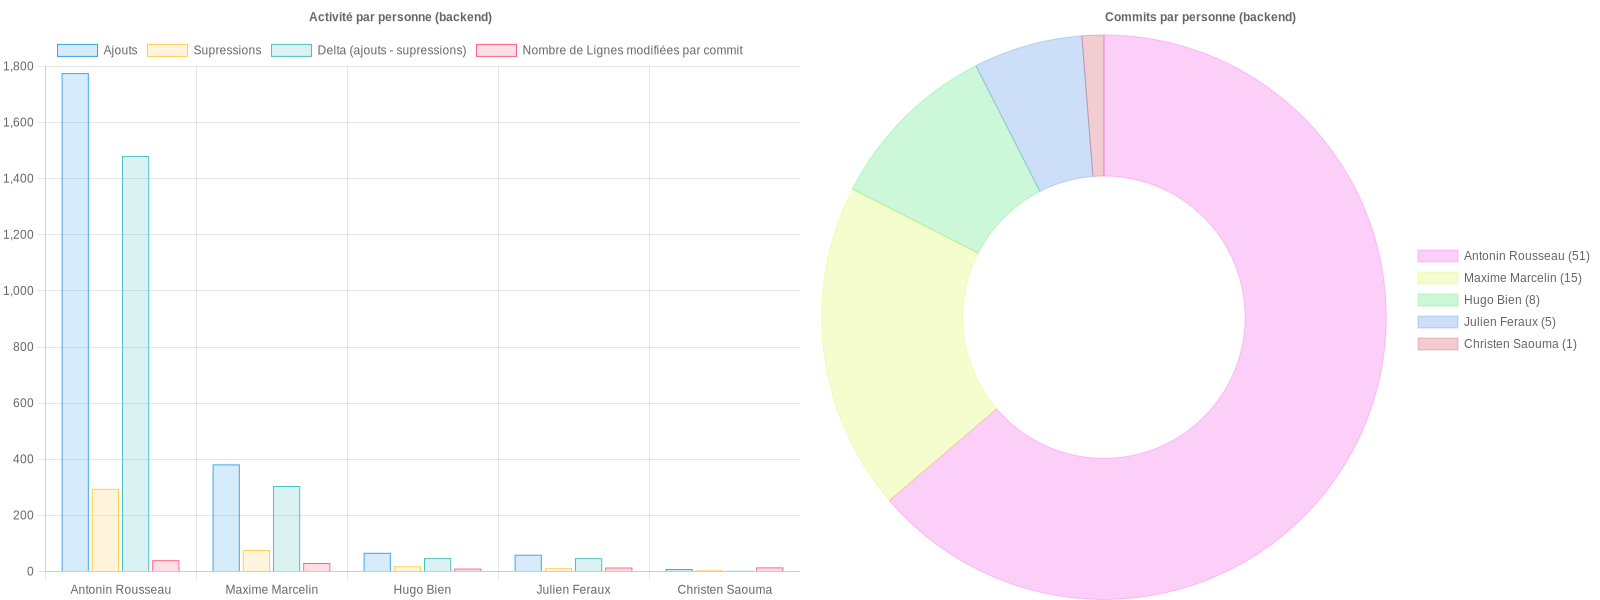 Activité par personne (backend)
Ajouts
Supressions
Delta (ajouts - supressions)
Nombre de Lignes modifiées par commit
1,800
1,600
1,400
1,200
1,000
800
600
400
200
0
Antonin Rousseau
Maxime Marcelin
Hugo Bien
Julien Feraux
Christen Saouma
Commits par personne (backend)
Antonin Rousseau (51)
Maxime Marcelin (15)
Hugo Bien (8)
Julien Feraux (5)
Christen Saouma (1)